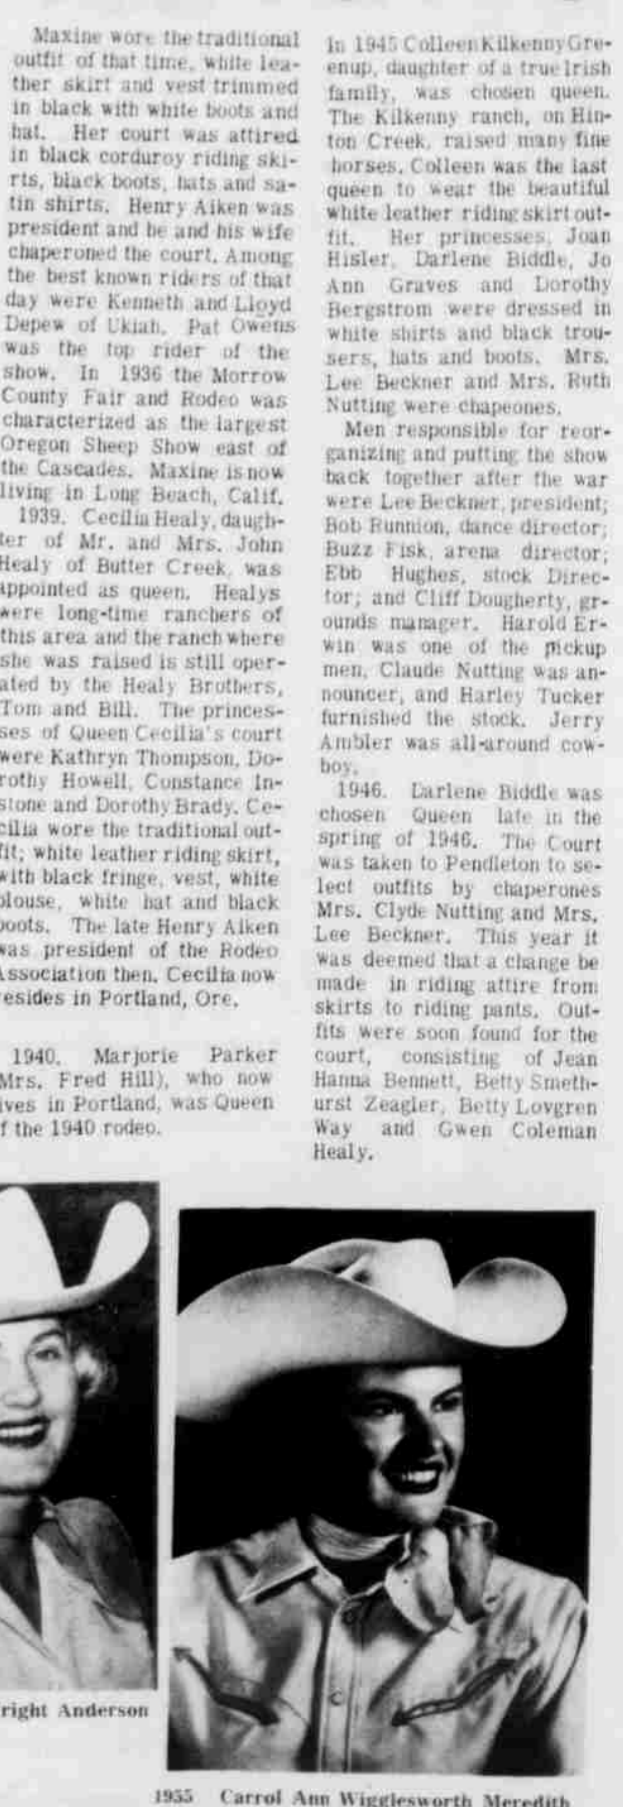 Maxine wore the traditional
outfit of that time, white lea-
ther skirt and vest trimmed
in black with white boots and
hat. Her court was attired
in black corduroy riding ski-
rts, black boots, hats and sa-
tin shirts. Henry Aiken was
president and he and his wife
chaperoned the court. Among
the best known riders of that
day were Kenneth and Lloyd
Depew of Ukiah. Pat Owens
was the top rider of the
show. In 1936 the Morrow
County Fair and Rodeo was
characterized as the largest
Oregon Sheep Show east of
the Cascades. Maxine is now
living in Long Beach, Calif.
1939. Cecilia Healy, daugh-
ter of Mr. and Mrs. John
Healy of Butter Creek, was
appointed as queen. Healys
were long-time ranchers of
this area and the ranch where
she was raised is still oper-
ated by the Healy Brothers,
Tom and Bill. The princes-
ses of Queen Cecilia's court
were Kathryn Thompson, Do-
rothy Howell, Constance In-
stone and Dorothy Brady. Ce-
cilia wore the traditional out-
fit; white leather riding skirt,
with black fringe, vest, white
blouse, white hat and black
boots. The late Henry Aiken
was president of the Rodeo
Association then. Cecilia now
resides in Portland, Ore.
1940. Marjorie Parker
Mrs. Fred Hill), who now
ives in Portland, was Queen
f the 1940 rodeo.
In 1945 Colleen Kilkenny Gre-
enup, daughter of a true Irish
family, was chosen queen.
The Kilkenny ranch, on Hin-
ton Creek, raised many fine
horses. Colleen was the last
queen to wear the beautiful
white leather riding skirt out-
fit. Her princesses, Joan
Hisler, Darlene Biddle, Jo
Ann Graves and Dorothy
Bergstrom were dressed in
white shirts and black trou-
sers, hats and boots. Mrs.
Lee Beckner and Mrs. Ruth
Nutting were chapeones.
Men responsible for reor-
ganizing and putting the show
back together after the war
were Lee Beckner, president;
Bob Runnion, dance director;
Buzz Fisk, arena director;
Ebb Hughes, stock Direc-
tor; and Cliff Dougherty, gr-
ounds manager. Harold Er-
win was one of the pickup
men, Claude Nutting was an-
nouncer, and Harley Tucker
furnished the stock. Jerry
Ambler was all-around cow-
boy.
1946. Darlene Biddle was
chosen Queen late in the
spring of 1946. The Court
was taken to Pendleton to se-
lect outfits by chaperones
Mrs. Clyde Nutting and Mrs.
Lee Beckner. This year it
was deemed that a change be
made in riding attire from
skirts to riding pants. Out-
fits were soon found for the
court, consisting of Jean
Hanna Bennett, Betty Smeth-
urst Zeagler, Betty Lovgren
Way and Gwen Coleman
Healy.
right Anderson
1955 Carrol Ann Wigglesworth Meredith